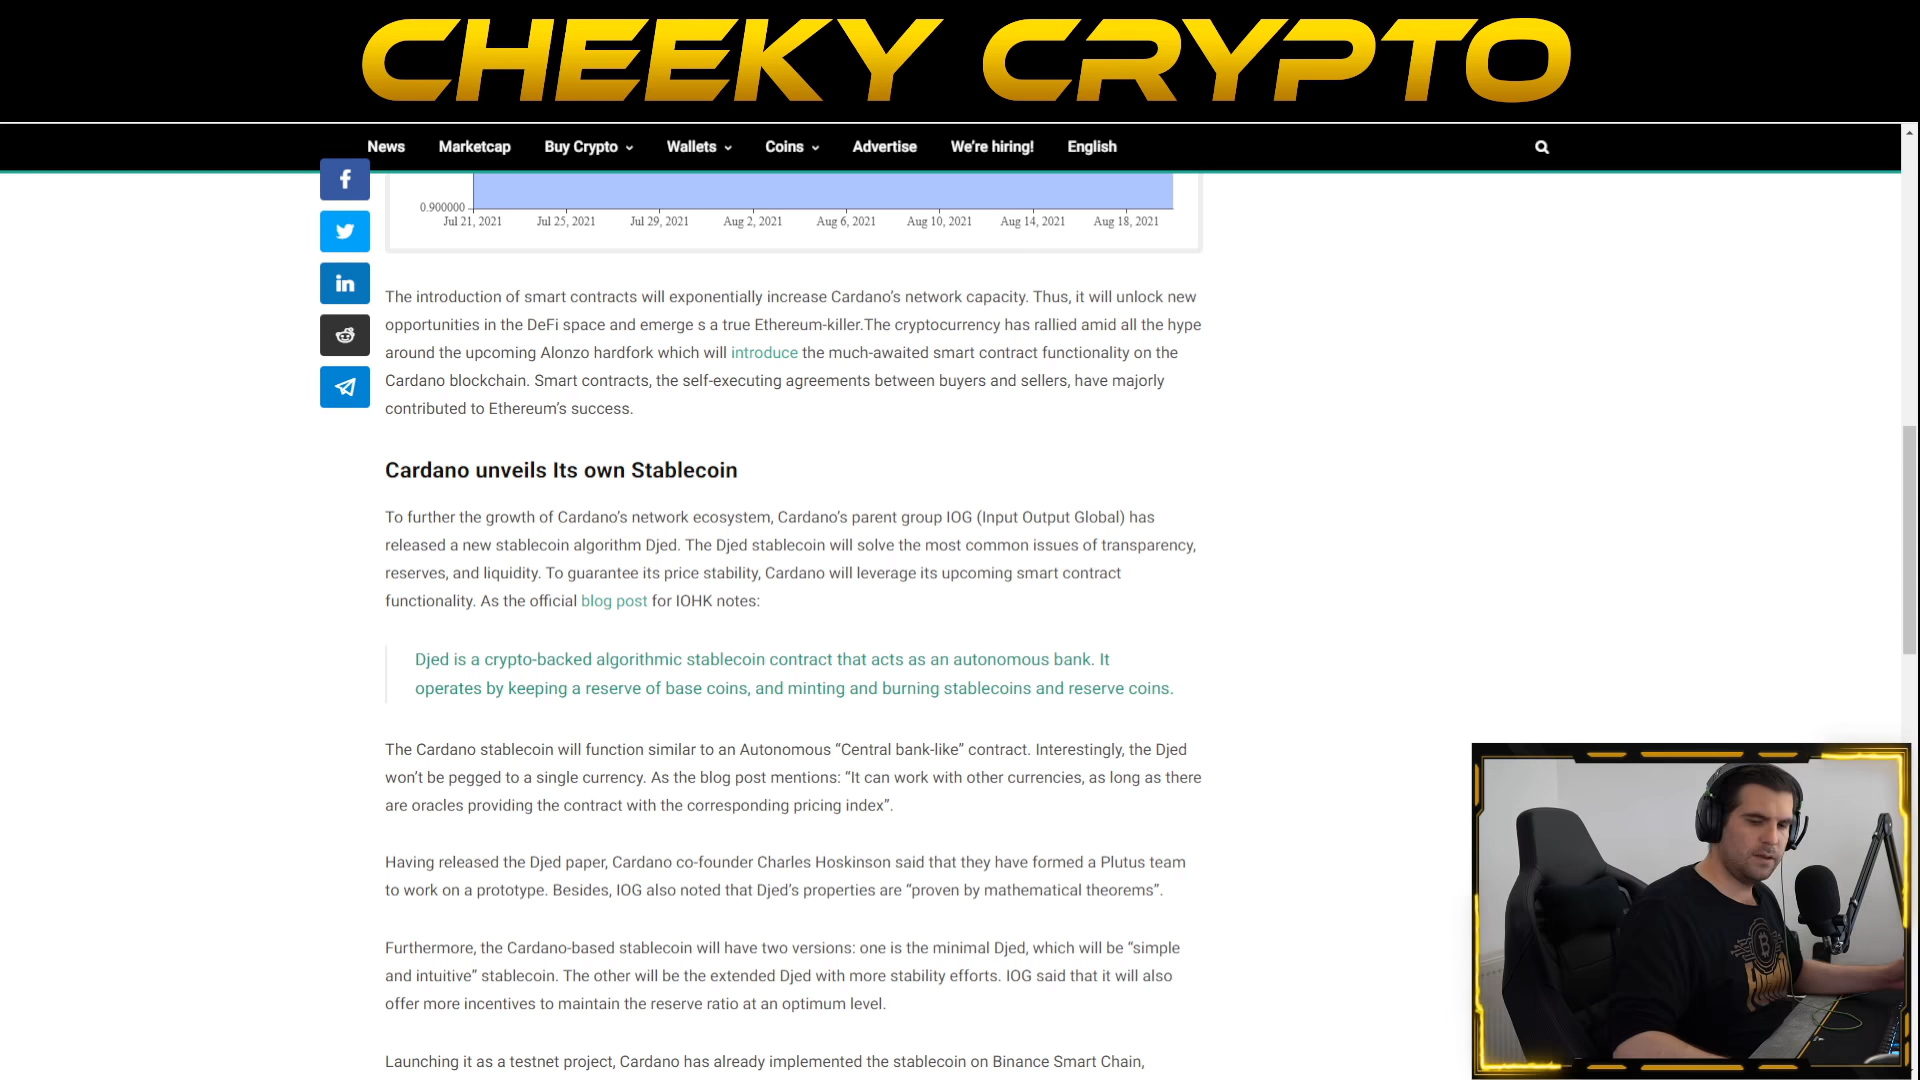 CHEEKY CRYPTO
News Marketcap Buy Crypto Wallets Coins Advertise We're hiring! English
0.900000
Jul 21, 2021 Jul 25, 2021 Jul 29, 2021 Aug 2, 2021 Aug 6, 2021 Aug 10, 2021 Aug 14, 2021 Aug 18, 2021
The introduction of smart contracts will exponentially increase Cardano's network capacity. Thus, it will unlock new
opportunities in the DeFi space and emerge s a true Ethereum-killer.The cryptocurrency has rallied amid all the hype
around the upcoming Alonzo hardfork which will introduce the much-awaited smart contract functionality on the
Cardano blockchain. Smart contracts, the self-executing agreements between buyers and sellers, have majorly
contributed to Ethereum's success.
Cardano unveils Its own Stablecoin
To further the growth of Cardano's network ecosystem, Cardano's parent group IOG (Input Output Global) has
released a new stablecoin algorithm Djed. The Djed stablecoin will solve the most common issues of transparency,
reserves, and liquidity. To guarantee its price stability, Cardano will leverage its upcoming smart contract
functionality. As the official blog post for IOHK notes:
Djed is a crypto-backed algorithmic stablecoin contract that acts as an autonomous bank. It
operates by keeping a reserve of base coins, and minting and burning stablecoins and reserve coins.
The Cardano stablecoin will function similar to an Autonomous “Central bank-like” contract. Interestingly, the Djed
won't be pegged to a single currency. As the blog post mentions: “It can work with other currencies, as long as there
are oracles providing the contract with the corresponding pricing index”.
Having released the Djed paper, Cardano co-founder Charles Hoskinson said that they have formed a Plutus team
to work on a prototype. Besides, IOG also noted that Djed's properties are “proven by mathematical theorems”.
Furthermore, the Cardano-based stablecoin will have two versions: one is the minimal Djed, which will be “simple
and intuitive” stablecoin. The other will be the extended Djed with more stability efforts. IOG said that it will also
offer more incentives to maintain the reserve ratio at an optimum level.
Launching it as a testnet project, Cardano has already implemented the stablecoin on Binance Smart Chain,